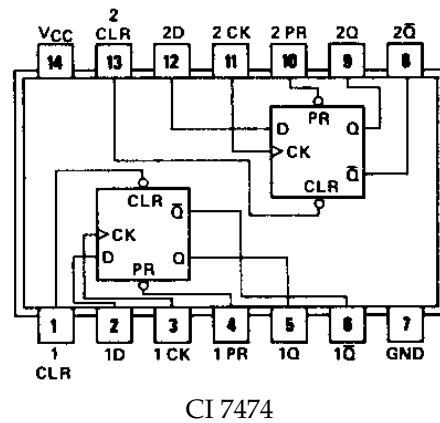 VCC 2 CLR 2D 2 CK 2 PR 2Q 2Q̅
14 13 12 11 10 9 8
PR
D Q
CK
Q̅
CLR
CLR
Q̅
CK
D Q
PR
1 2 3 4 5 6 7
1 CLR 1D 1 CK 1 PR 1Q 1Q̅ GND
CI 7474